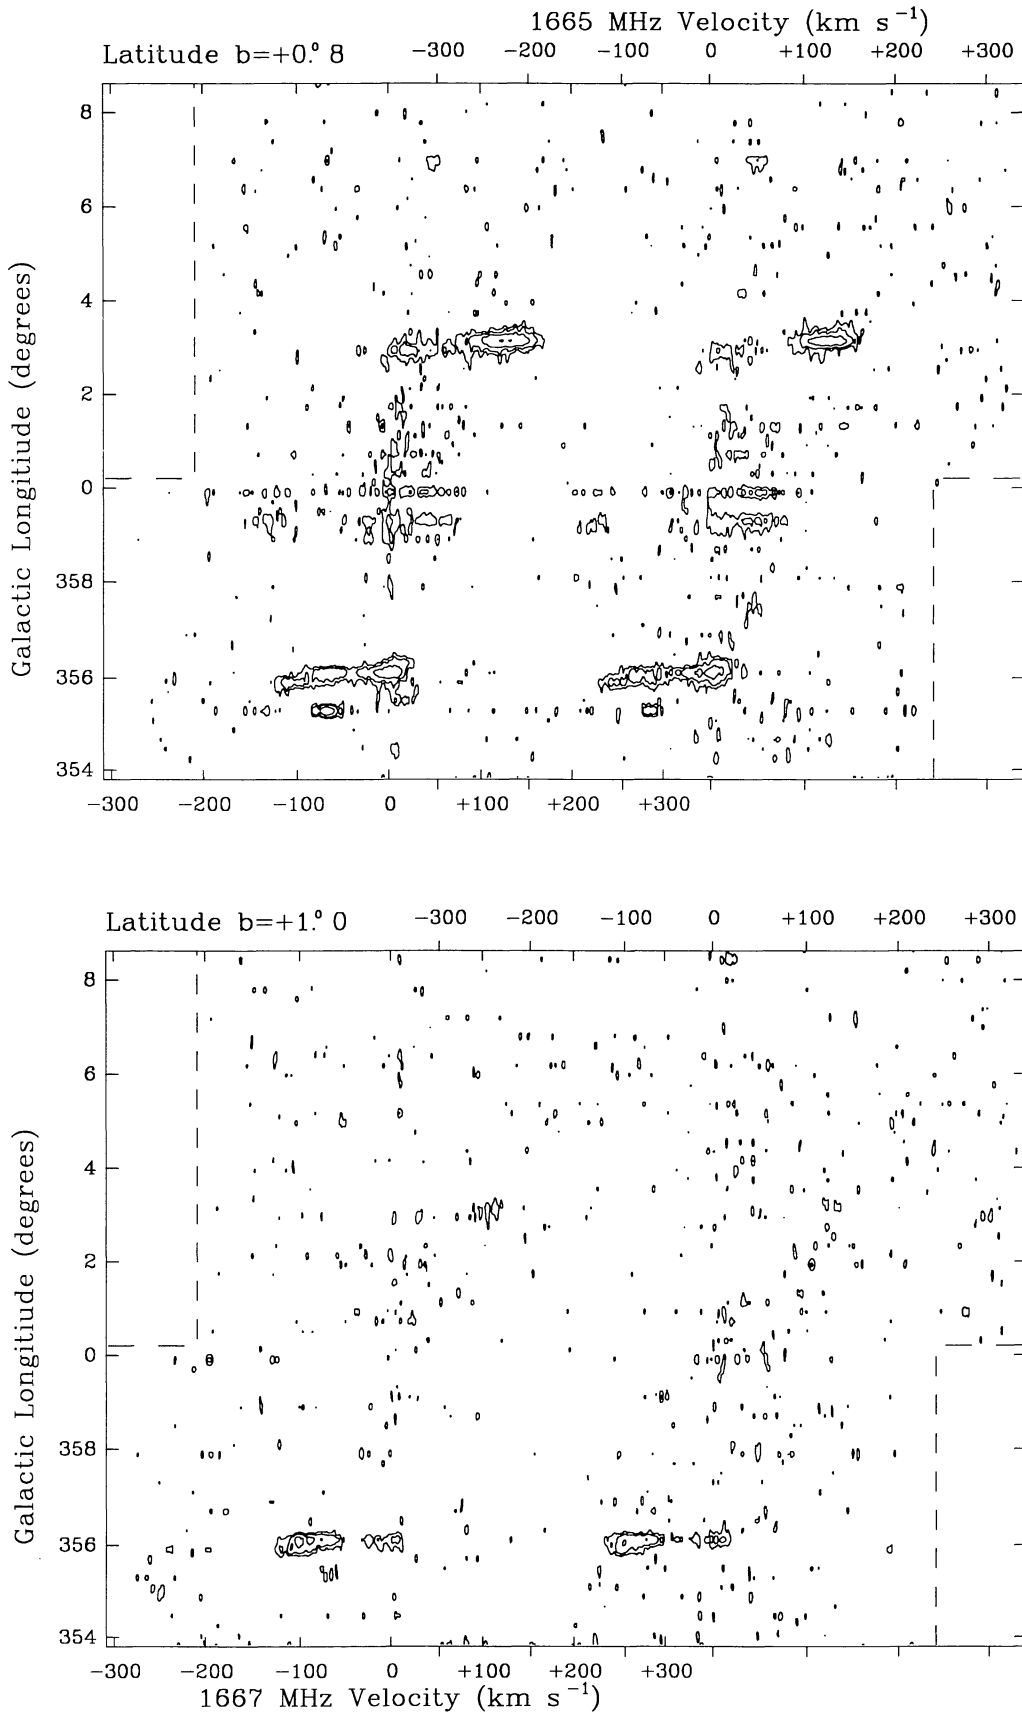 1665 MHz Velocity (km s⁻¹)
Latitude b=+0.°8
−300 −200 −100 0 +100 +200 +300
Galactic Longitiude (degrees)
8
6
4
2
0
358
356
354
−300 −200 −100 0 +100 +200 +300
Latitude b=+1.°0
−300 −200 −100 0 +100 +200 +300
Galactic Longitiude (degrees)
8
6
4
2
0
358
356
354
−300 −200 −100 0 +100 +200 +300
1667 MHz Velocity (km s⁻¹)